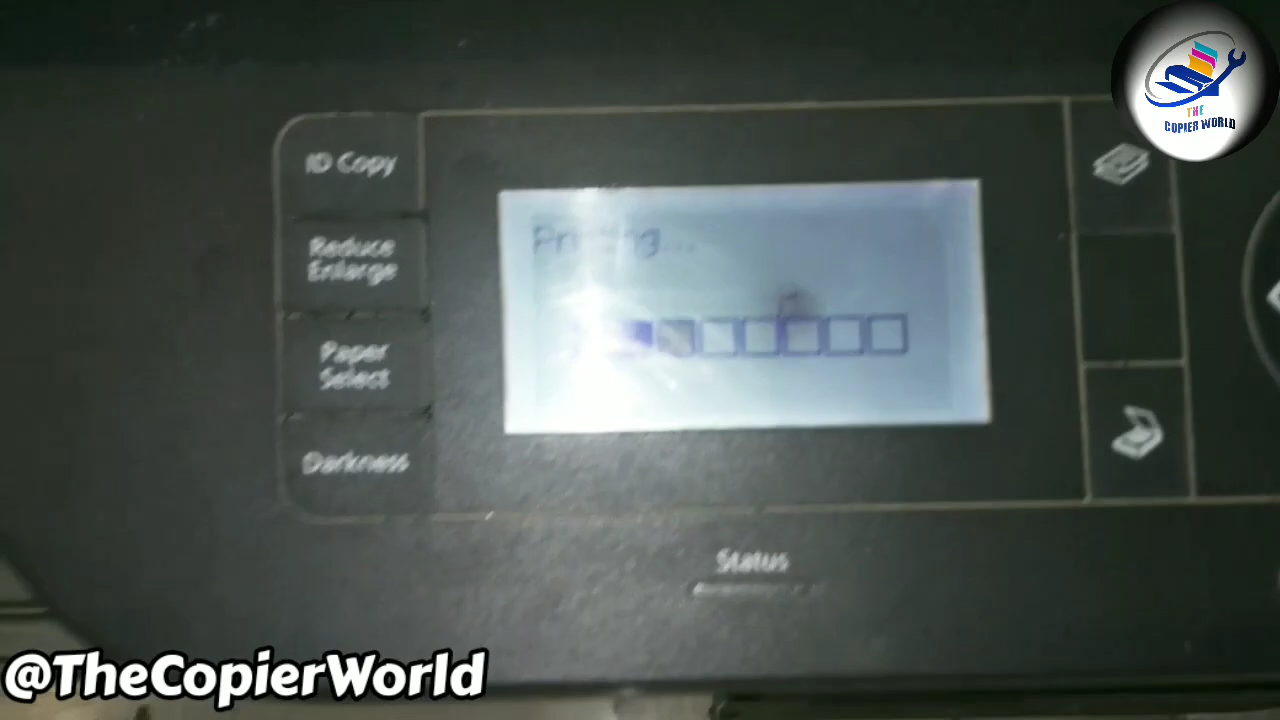 THE
COPIER WORLD
ID Copy
Reduce
Enlarge
Paper
Select
Darkness
Printing...
Status
@TheCopierWorld